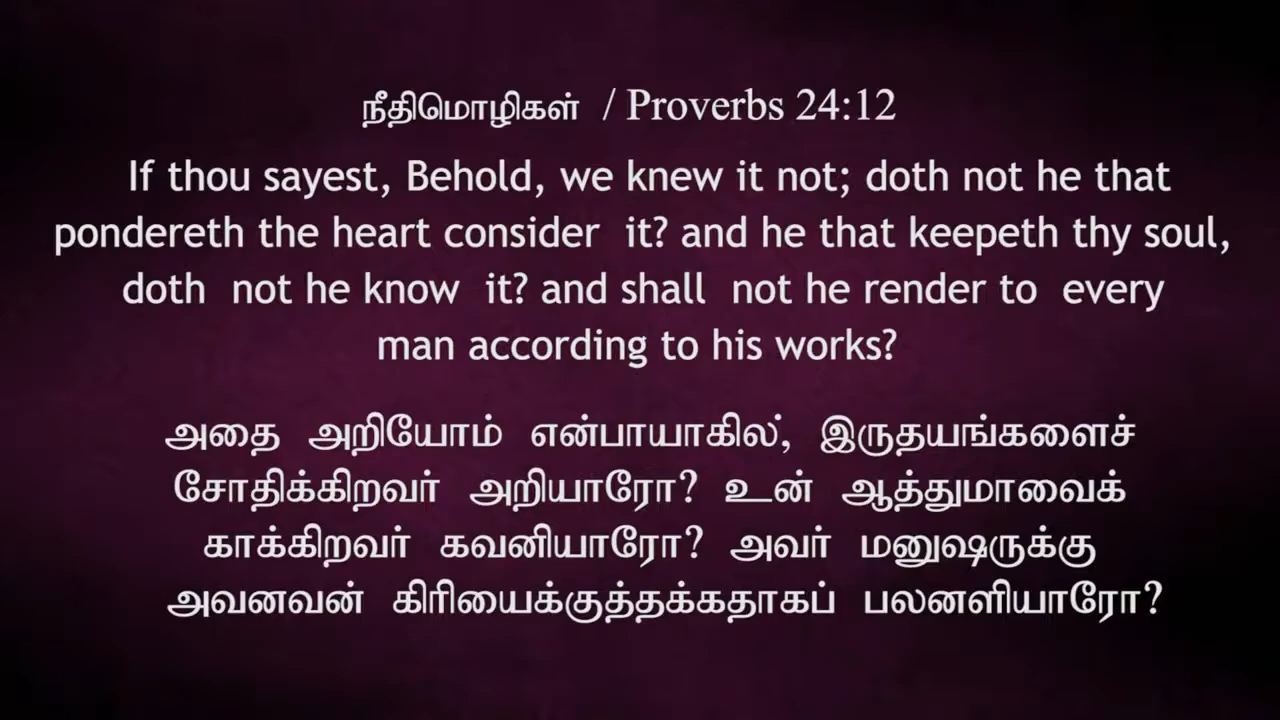 நீதிமொழிகள் / Proverbs 24:12
If thou sayest, Behold, we knew it not; doth not he that
pondereth the heart consider it? and he that keepeth thy soul,
doth not he know it? and shall not he render to every
man according to his works?
அதை அறியோம் என்பாயாகில், இருதயங்களைச்
சோதிக்கிறவர் அறியாரோ? உன் ஆத்துமாவைக்
காக்கிறவர் கவனியாரோ? அவர் மனுஷருக்கு
அவனவன் கிரியைக்குத்தக்கதாகப் பலனளியாரோ?